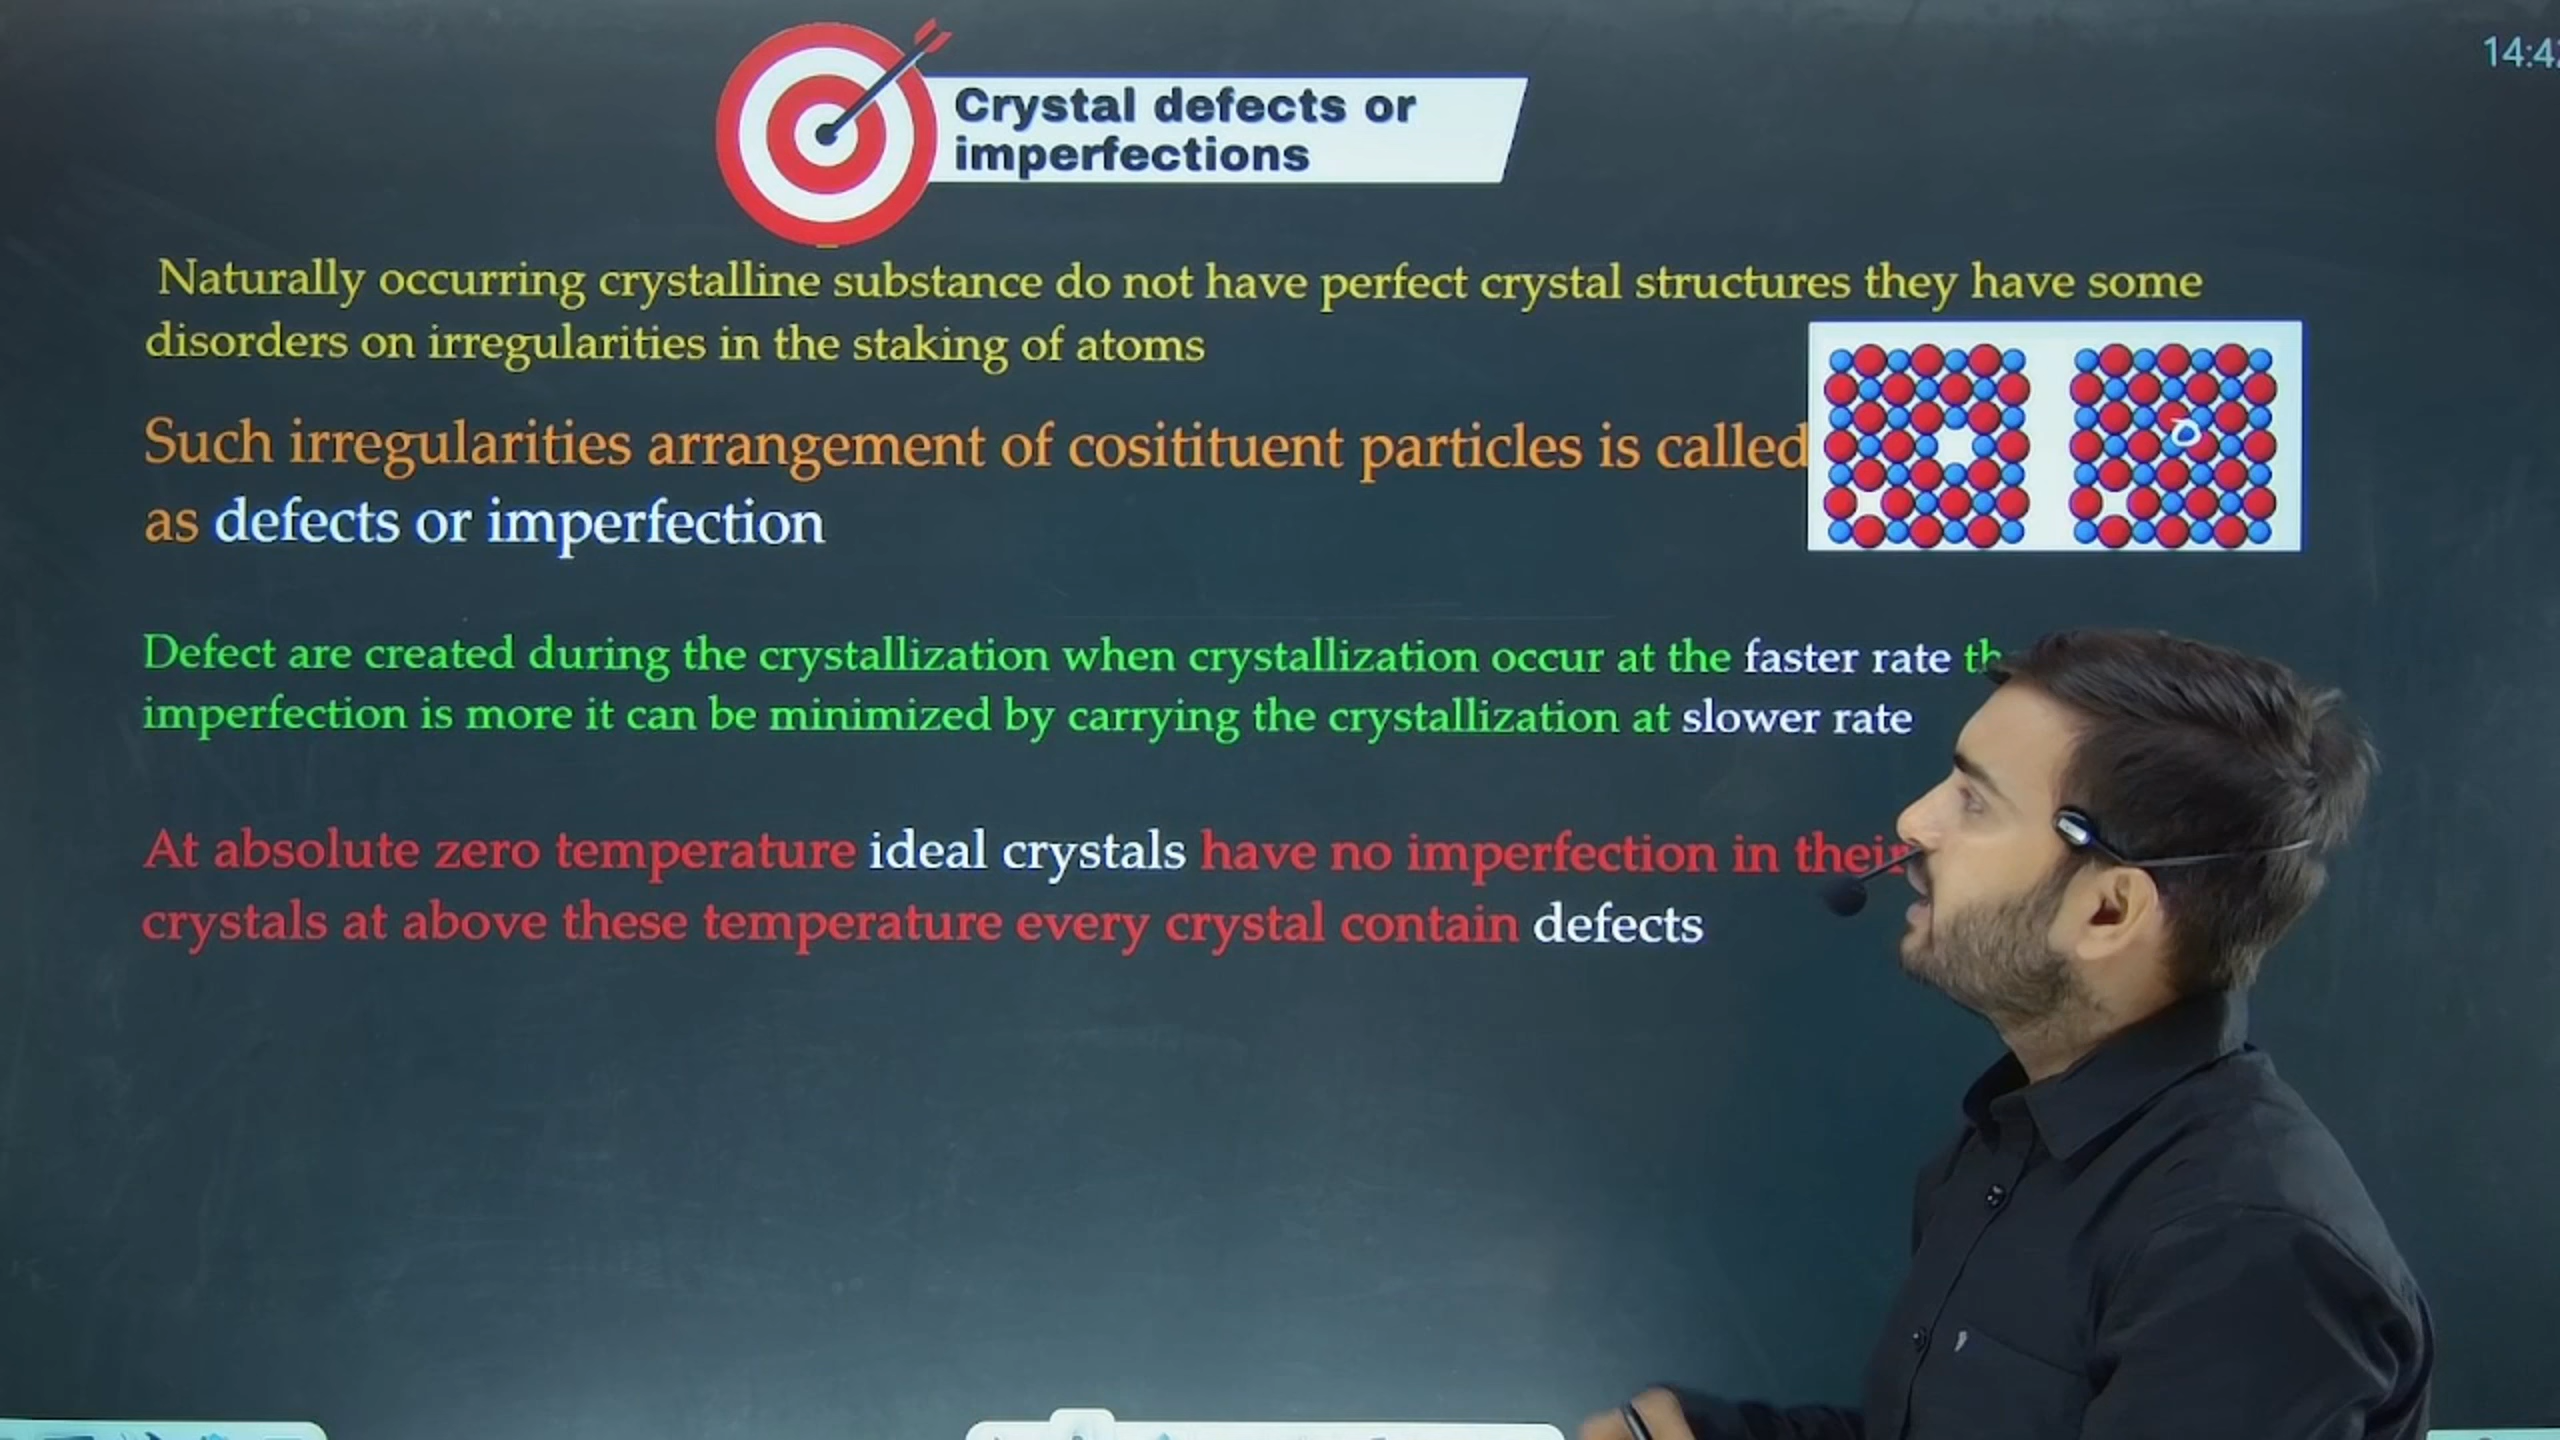 14:4
Crystal defects or
imperfections
Naturally occurring crystalline substance do not have perfect crystal structures they have some
disorders on irregularities in the staking of atoms
Such irregularities arrangement of cositituent particles is called
as defects or imperfection
Defect are created during the crystallization when crystallization occur at the faster rate
imperfection is more it can be minimized by carrying the crystallization at slower rate
At absolute zero temperature ideal crystals have no imperfection in their
crystals at above these temperature every crystal contain defects